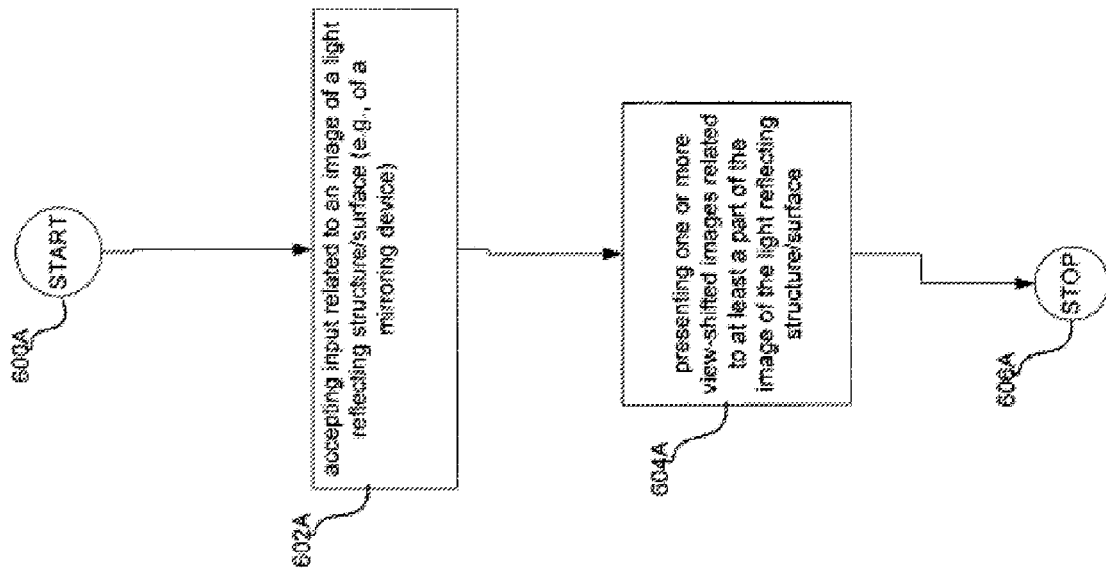 600A
START
602A
accepting input related to an image of a light
reflecting structure/surface (e.g., of a
mirroring device)
604A
presenting one or more
view-shifted images related
to at least a part of the
image of the light reflecting
structure/surface
606A
STOP